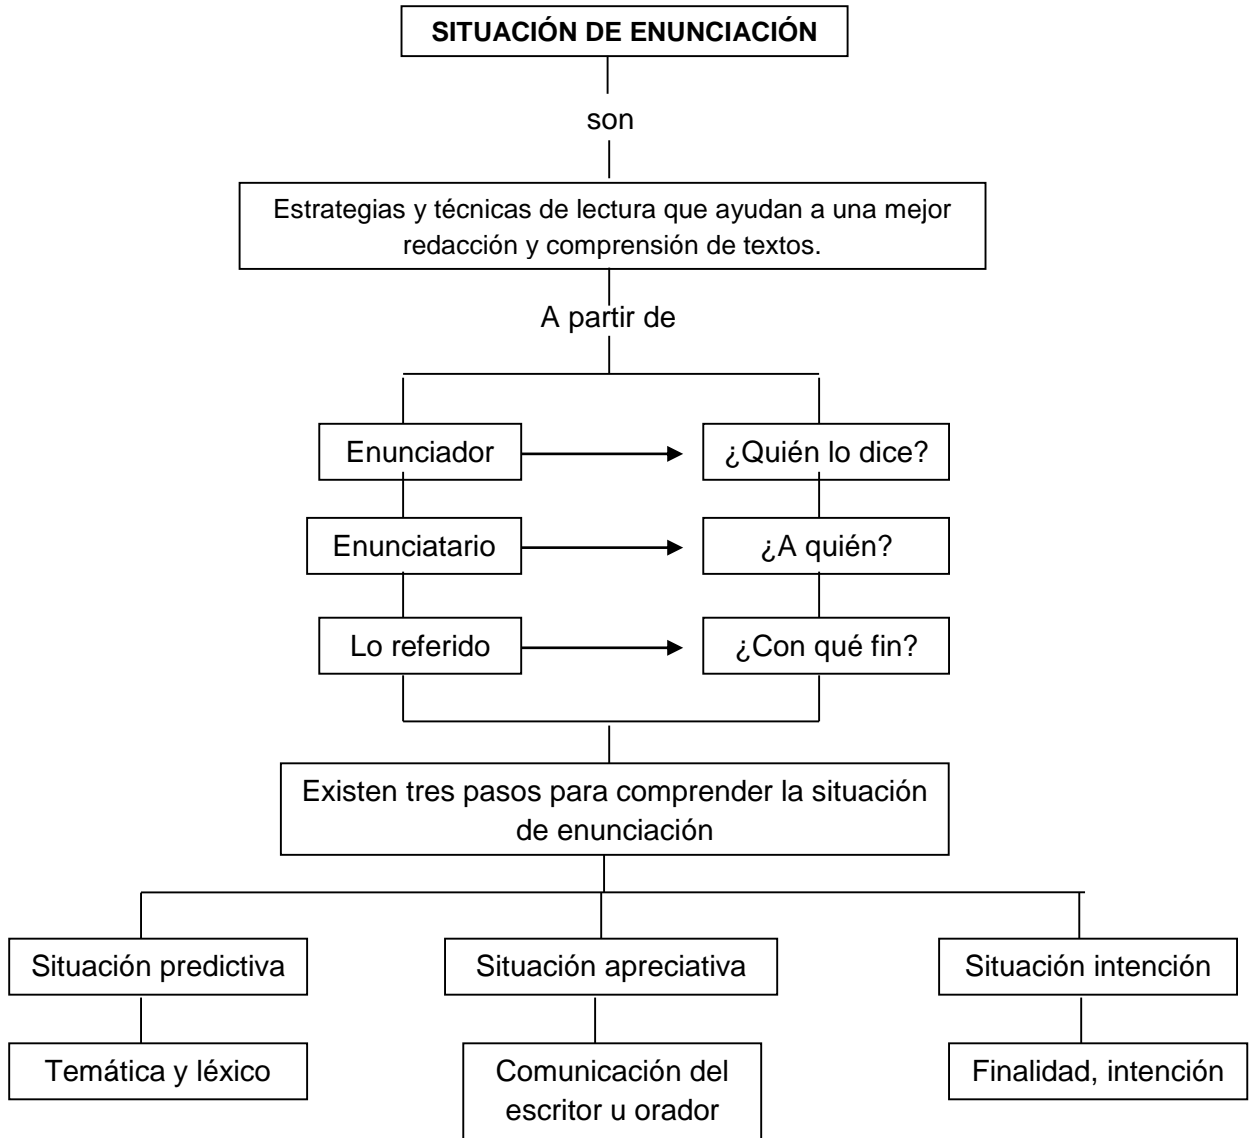 SITUACIÓN DE ENUNCIACIÓN
son
Estrategias y técnicas de lectura que ayudan a una mejor
redacción y comprensión de textos.
A partir de
Enunciador
¿Quién lo dice?
Enunciatario
¿A quién?
Lo referido
¿Con qué fin?
Existen tres pasos para comprender la situación
de enunciación
Situación predictiva
Situación apreciativa
Situación intención
Temática y léxico
Comunicación del
escritor u orador
Finalidad, intención